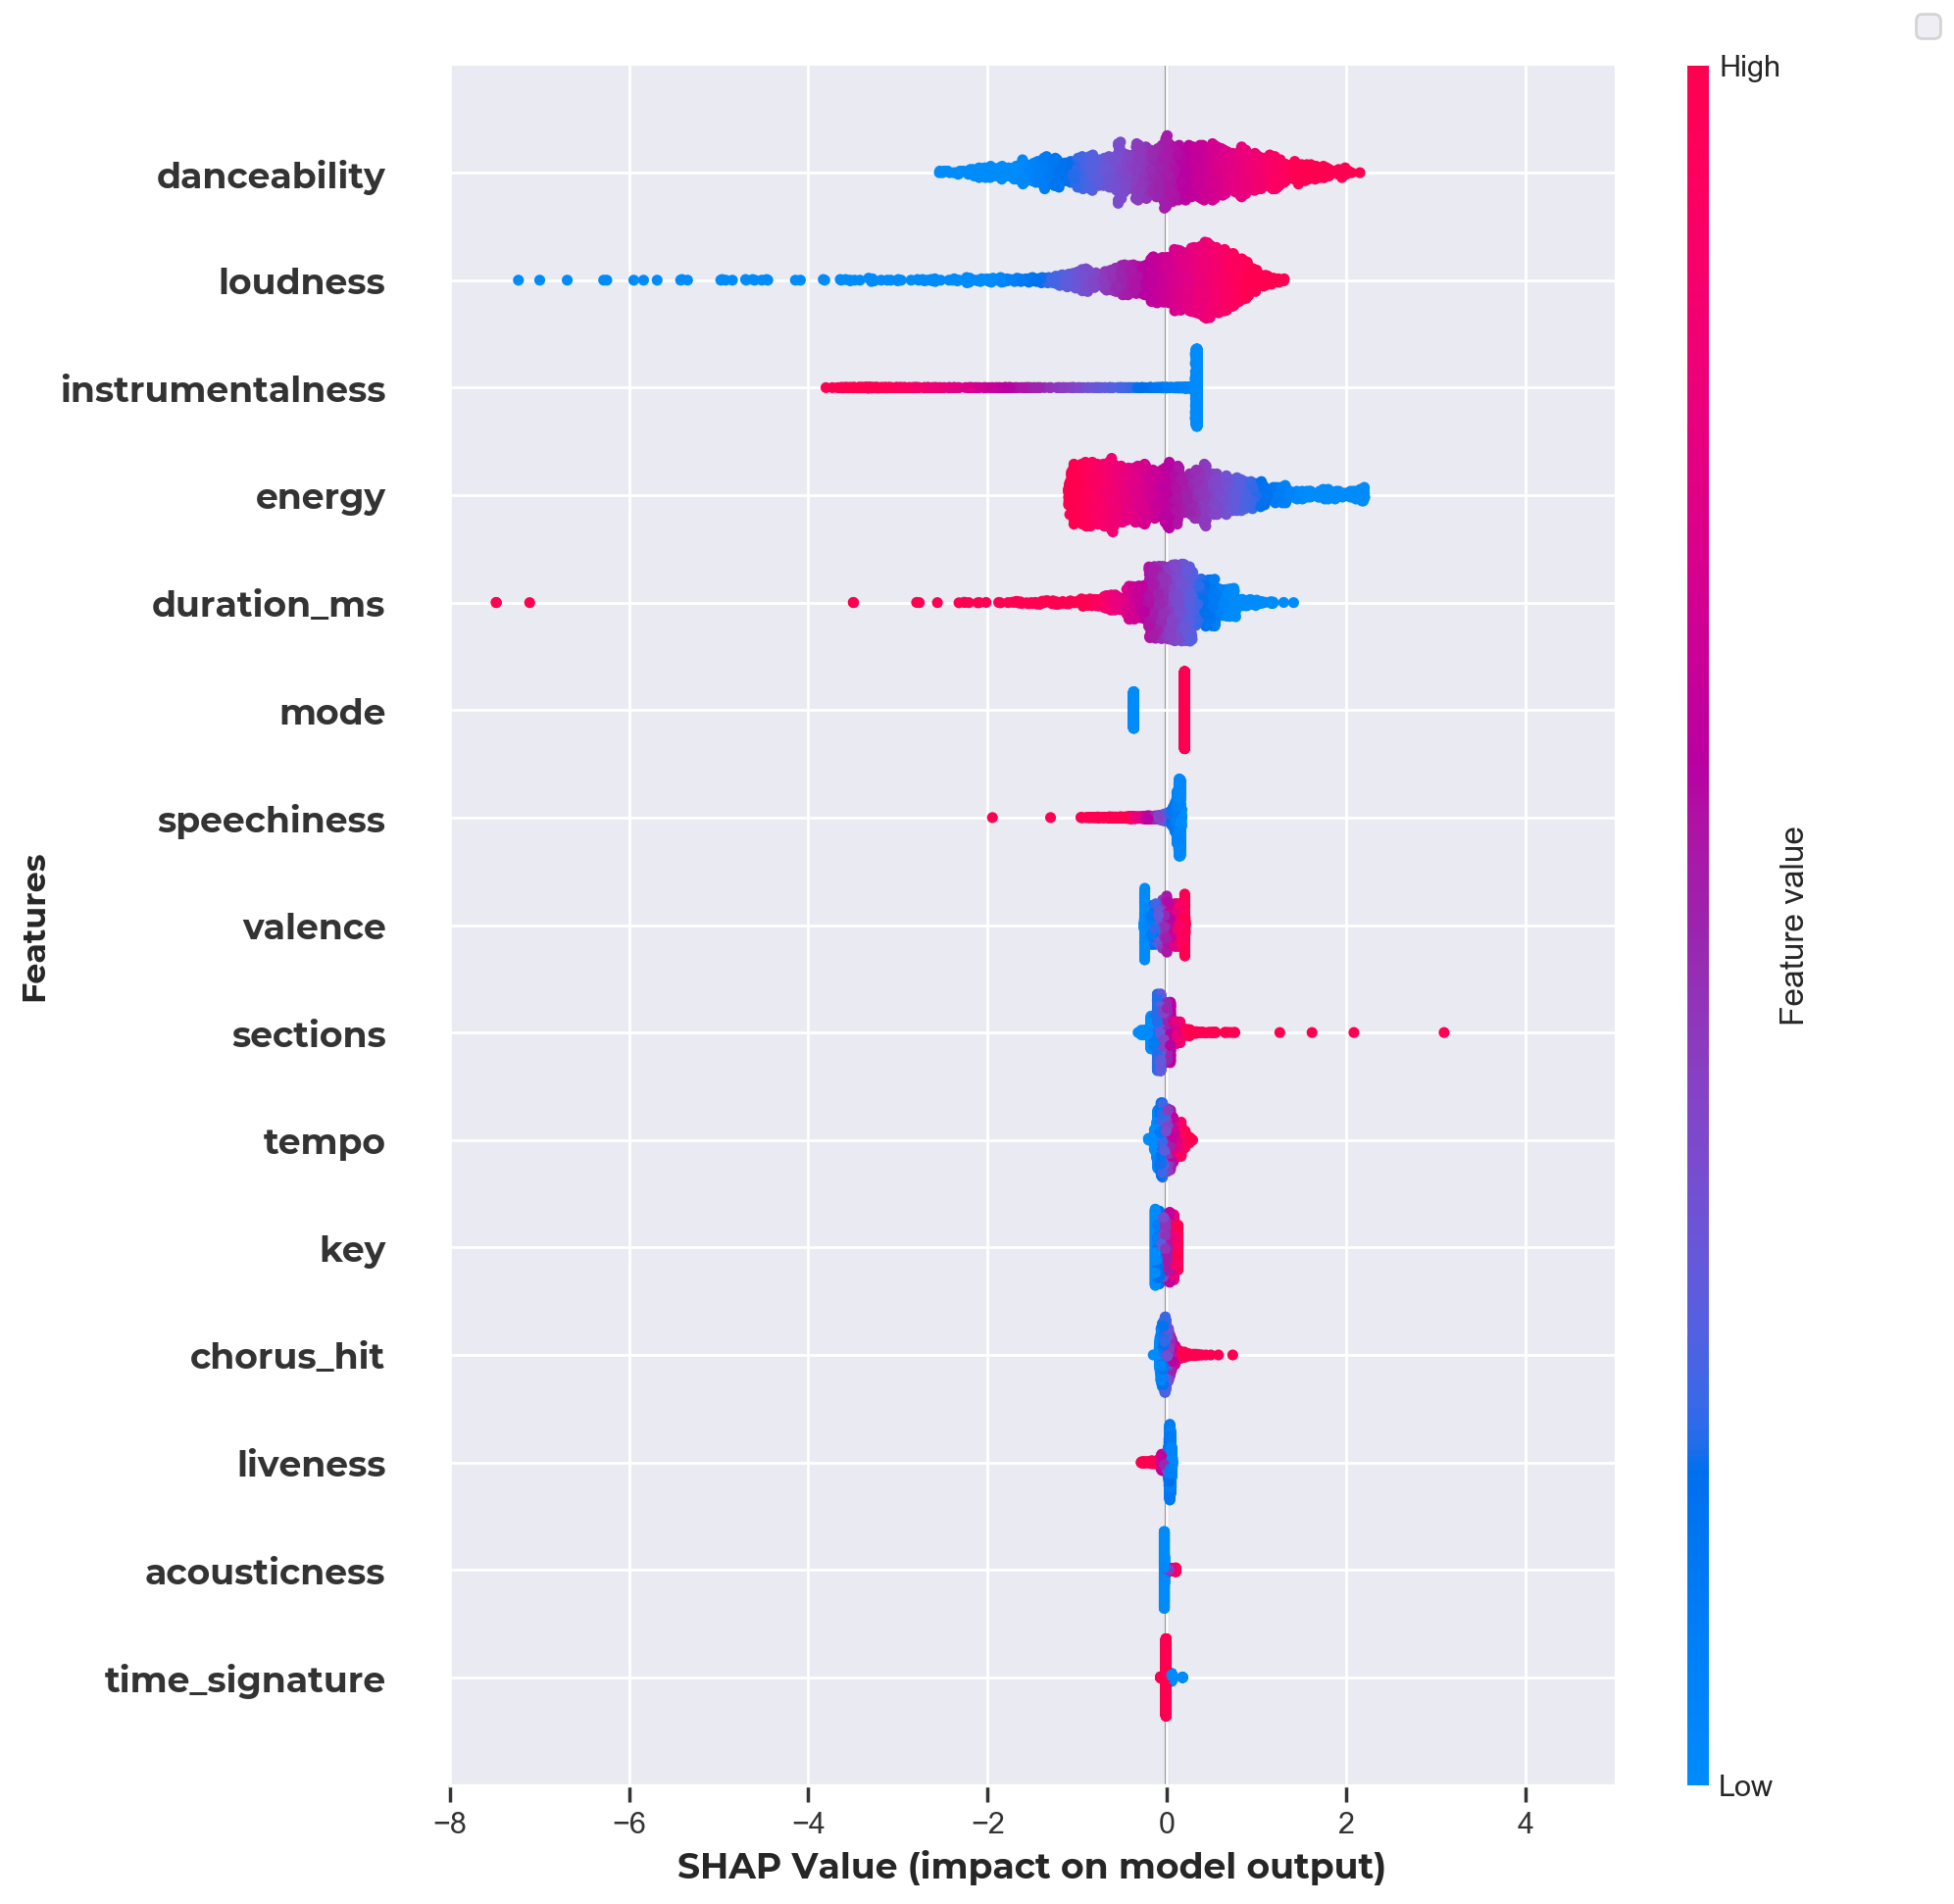 High
danceability
loudness
instrumentalness
energy
duration_ms
mode
speechiness
valence
sections
tempo
key
chorus_hit
liveness
acousticness
time_signature
Features
Feature value
Low
−8 −6 −4 −2 0 2 4
SHAP Value (impact on model output)